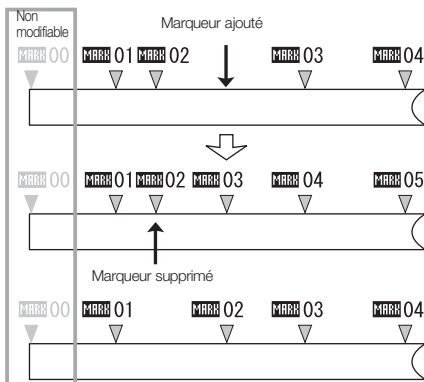 Non
modifiable
Marqueur ajouté
MARK 00 MARK 01 MARK 02 MARK 03 MARK 04
MARK 00 MARK 01 MARK 02 MARK 03 MARK 04 MARK 05
Marqueur supprimé
MARK 00 MARK 01 MARK 02 MARK 03 MARK 04